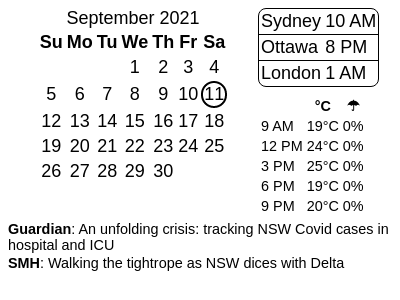 September 2021
Su Mo Tu We Th Fr Sa
1 2 3 4
5 6 7 8 9 10 11
12 13 14 15 16 17 18
19 20 21 22 23 24 25
26 27 28 29 30
Sydney 10 AM
Ottawa 8 PM
London 1 AM
°C ☂
9 AM 19°C 0%
12 PM 24°C 0%
3 PM 25°C 0%
6 PM 19°C 0%
9 PM 20°C 0%
Guardian: An unfolding crisis: tracking NSW Covid cases in
hospital and ICU
SMH: Walking the tightrope as NSW dices with Delta